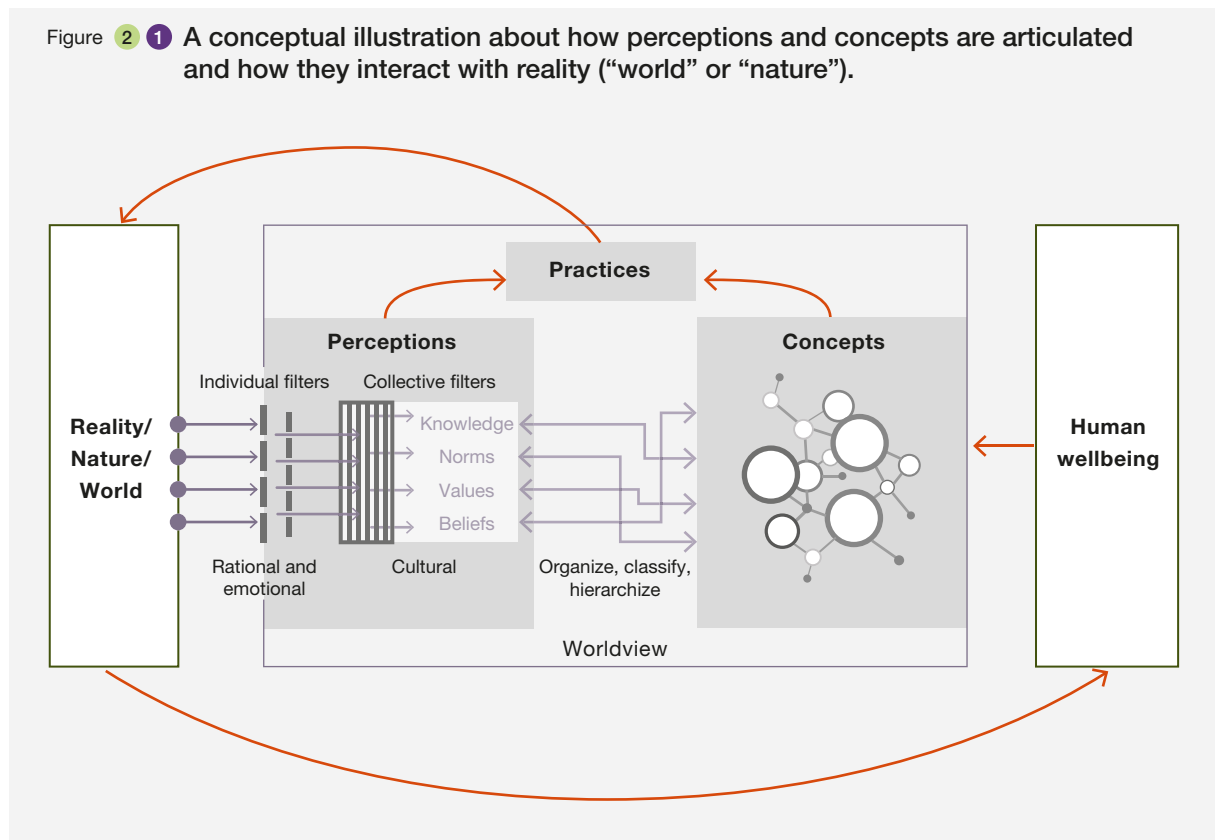 Figure 2 1 A conceptual illustration about how perceptions and concepts are articulated
and how they interact with reality (“world” or “nature”).
Practices
Perceptions
Concepts
Individual filters
Collective filters
Reality/
Nature/
World
Knowledge
Norms
Values
Beliefs
Human
wellbeing
Rational and
emotional
Cultural
Organize, classify,
hierarchize
Worldview